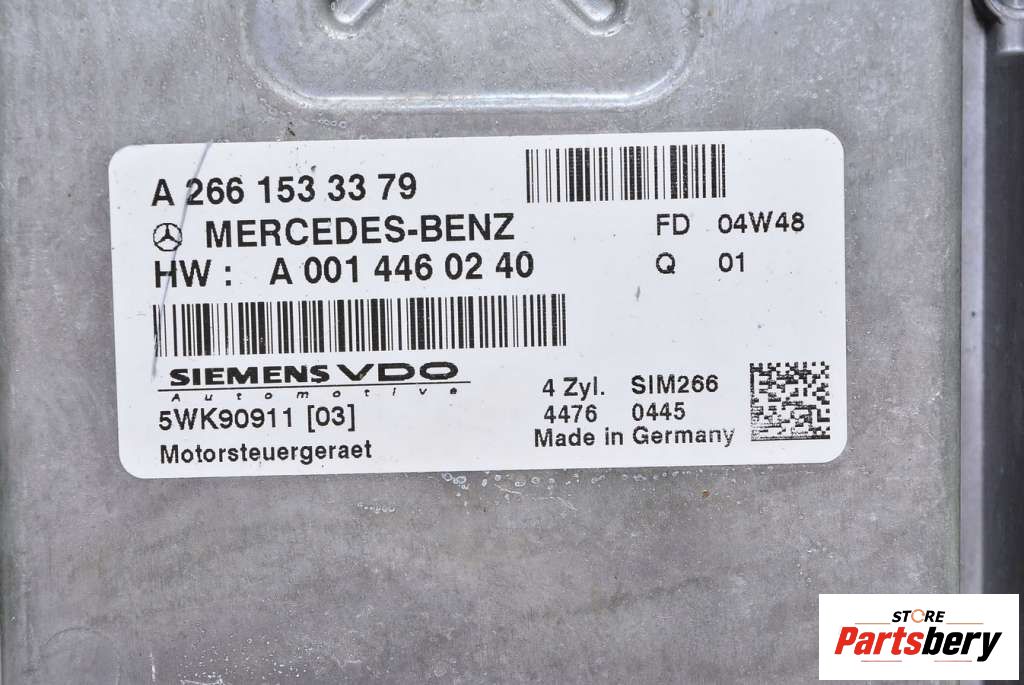 A 266 153 33 79
MERCEDES-BENZ FD 04W48
HW : A 001 446 02 40 Q 01
SIEMENS VDO
Automotive
4 Zyl. SIM266
5WK90911 [03] 4476 0445
Motorsteuergeraet Made in Germany
STORE
Partsbery